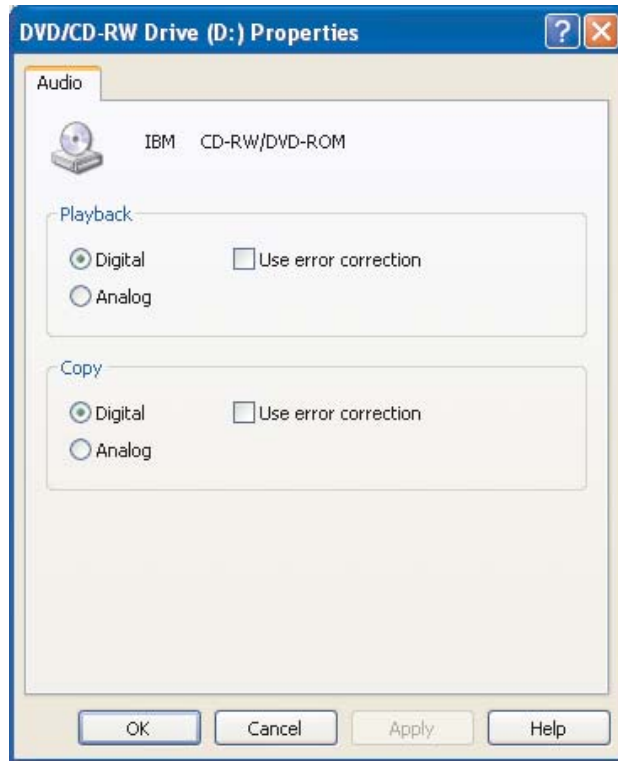 DVD/CD-RW Drive (D:) Properties
?
Audio
IBM CD-RW/DVD-ROM
Playback
Digital Use error correction
Analog
Copy
Digital Use error correction
Analog
OK Cancel Apply Help